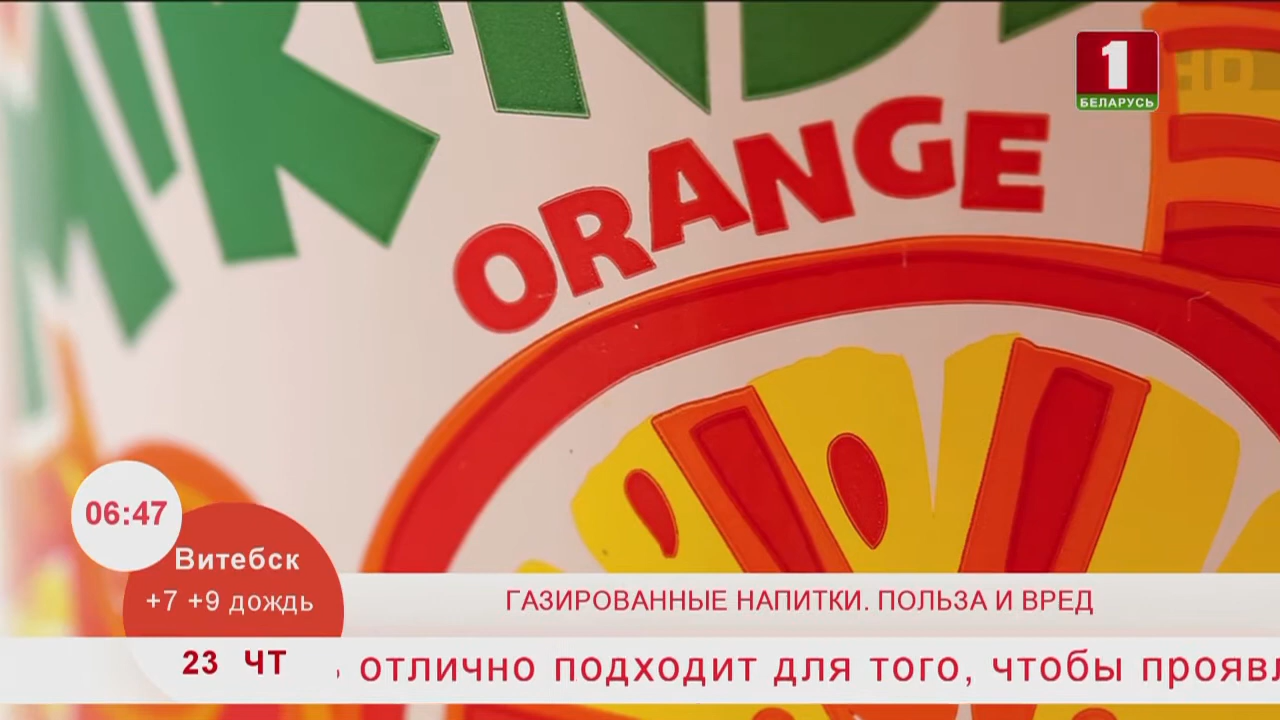 ORANGE
1
HD
БЕЛАРУСЬ
06:47
Витебск
+7 +9 дождь
ГАЗИРОВАННЫЕ НАПИТКИ. ПОЛЬЗА И ВРЕД
23 ЧТ
, отлично подходит для того, чтобы